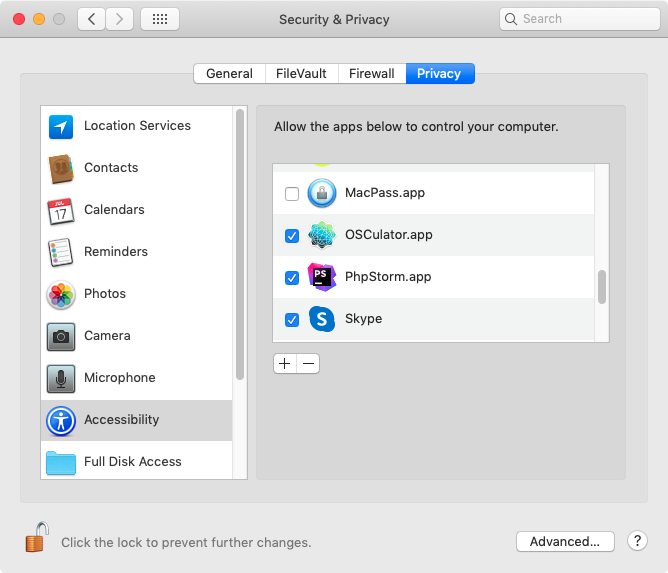 Security & Privacy
Search
General
FileVault
Firewall
Privacy
Location Services
Contacts
JUL
17
Calendars
Reminders
Photos
Camera
Microphone
Accessibility
Full Disk Access
Allow the apps below to control your computer.
MacPass.app
OSCulator.app
PS
PhpStorm.app
S
Skype
+
−
Click the lock to prevent further changes.
Advanced...
?